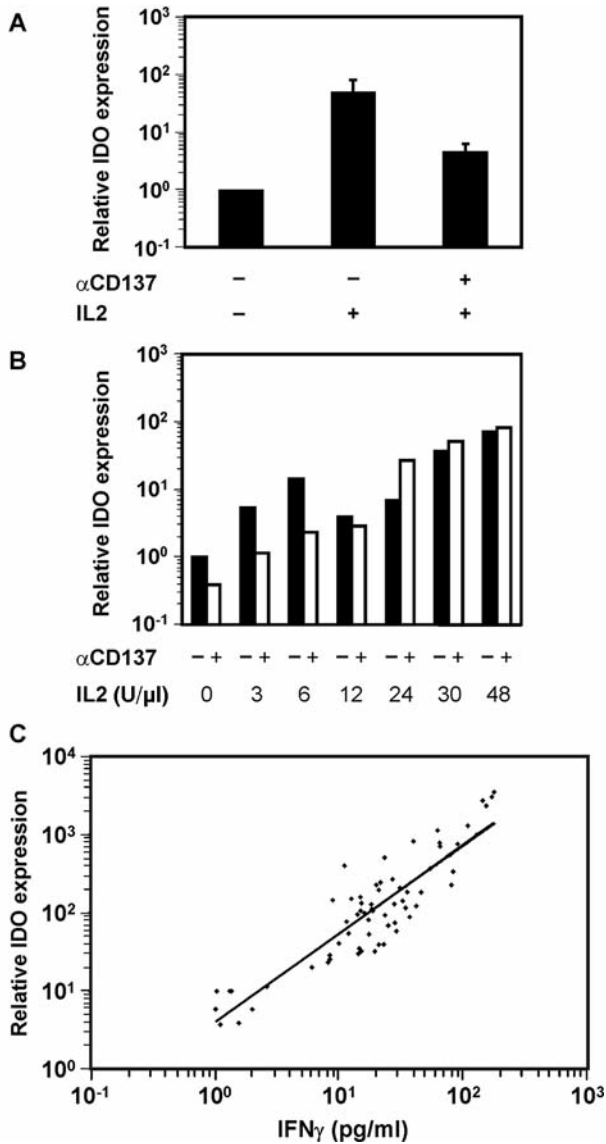 A
Relative IDO expression
10³
10²
10¹
10⁰
10⁻¹
αCD137 − − +
IL2 − + +
B
Relative IDO expression
10³
10²
10¹
10⁰
10⁻¹
αCD137 − + − + − + − + − + − + − +
IL2 (U/µl) 0 3 6 12 24 30 48
C
Relative IDO expression
10⁴
10³
10²
10¹
10⁰
10⁻¹ 10⁰ 10¹ 10² 10³
IFNγ (pg/ml)